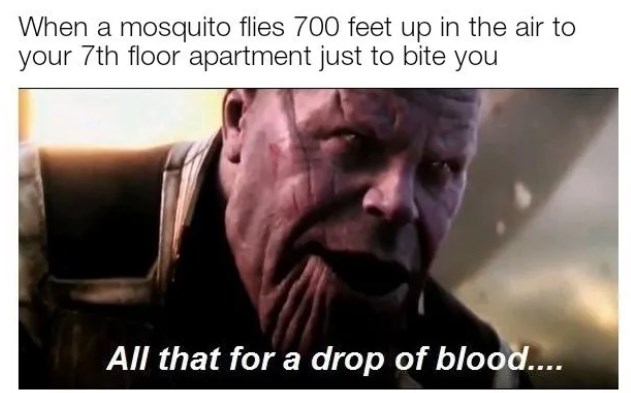 When a mosquito flies 700 feet up in the air to
your 7th floor apartment just to bite you
All that for a drop of blood....